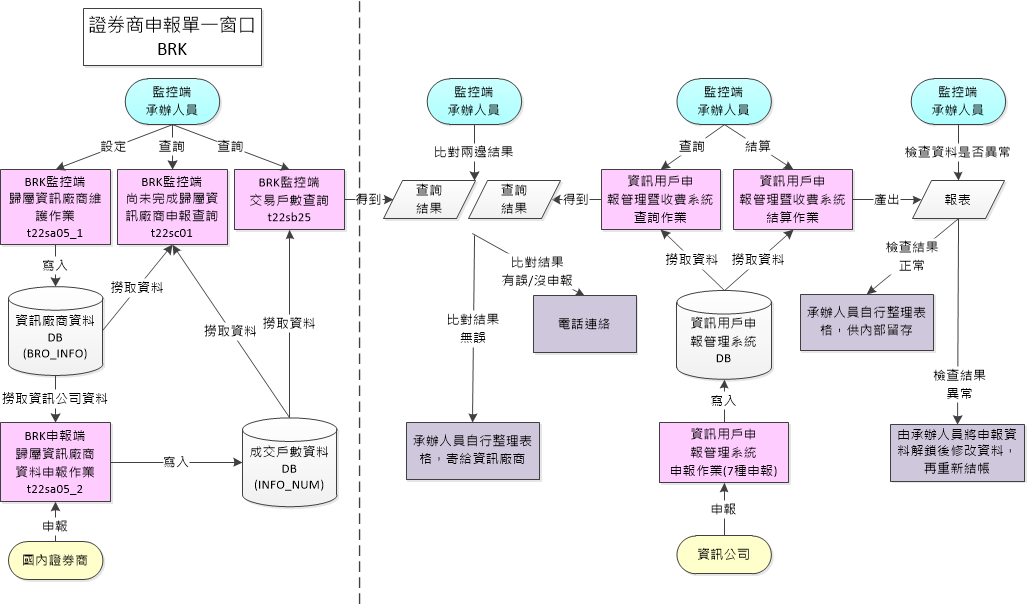 證券商申報單一窗口
BRK
監控端
承辦人員
設定
查詢
查詢
BRK監控端
歸屬資訊廠商維
護作業
t22sa05_1
BRK監控端
尚未完成歸屬資
訊廠商申報查詢
t22sc01
BRK監控端
交易戶數查詢
t22sb25
寫入
撈取資料
撈取資料
撈取資料
資訊廠商資料
DB
(BRO_INFO)
撈取資訊公司資料
BRK申報端
歸屬資訊廠商
資料申報作業
t22sa05_2
寫入
成交戶數資料
DB
(INFO_NUM)
申報
國內證券商
監控端
承辦人員
比對兩邊結果
得到
查詢
結果
查詢
結果
得到
比對結果
有誤/沒申報
電話連絡
比對結果
無誤
承辦人員自行整理表
格，寄給資訊廠商
監控端
承辦人員
查詢
結算
資訊用戶申
報管理暨收費系統
查詢作業
資訊用戶申
報管理暨收費系統
結算作業
產出
撈取資料
撈取資料
資訊用戶申
報管理系統
DB
寫入
資訊用戶申
報管理系統
申報作業(7種申報)
申報
資訊公司
監控端
承辦人員
檢查資料是否異常
報表
檢查結果
正常
承辦人員自行整理表
格，供內部留存
檢查結果
異常
由承辦人員將申報資
料解鎖後修改資料，
再重新結帳